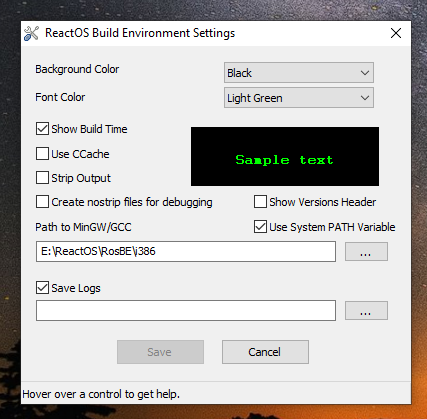 ReactOS Build Environment Settings
Background Color
Black
Font Color
Light Green
Show Build Time
Use CCache
Sample text
Strip Output
Create nostrip files for debugging
Show Versions Header
Path to MinGW/GCC
Use System PATH Variable
E:\ReactOS\RosBE\i386
...
Save Logs
...
Save
Cancel
Hover over a control to get help.